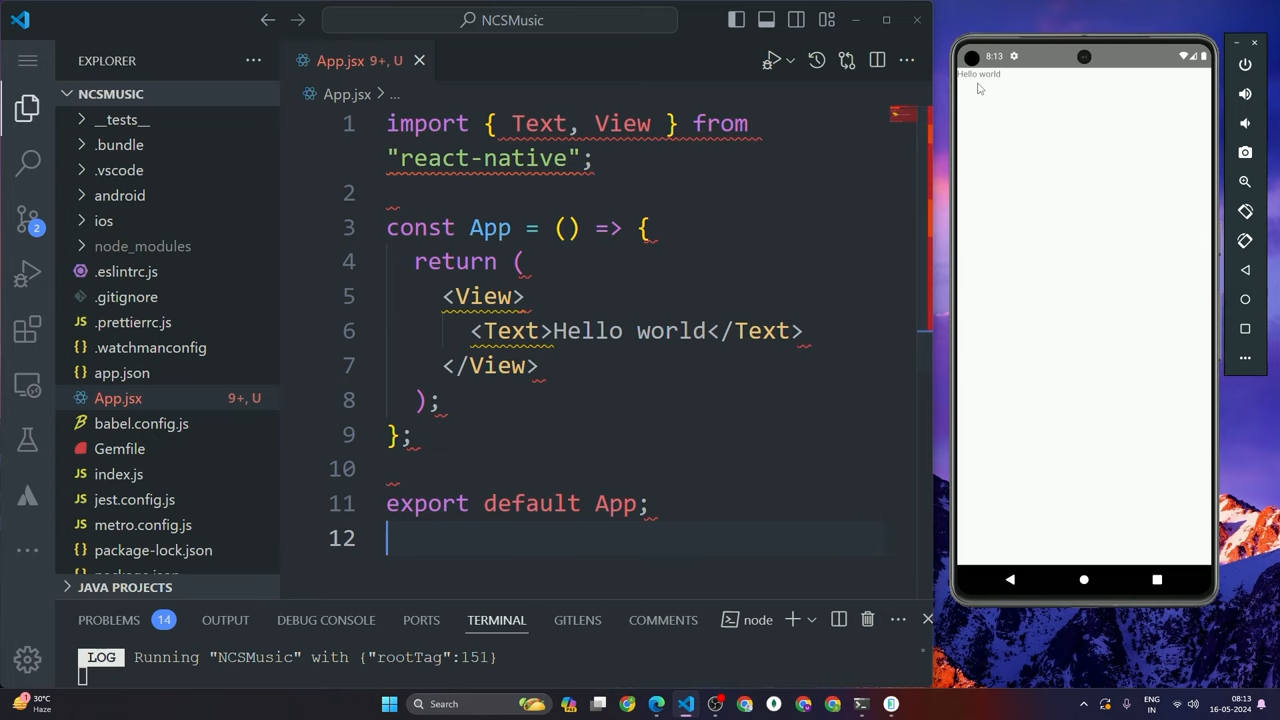 NCSMusic
EXPLORER
App.jsx 9+, U
NCSMUSIC
App.jsx > ...
__tests__
.bundle
.vscode
android
ios
node_modules
.eslintrc.js
.gitignore
.prettierrc.js
.watchmanconfig
app.json
App.jsx 9+, U
babel.config.js
Gemfile
index.js
jest.config.js
metro.config.js
package-lock.json
JAVA PROJECTS
2
1 import { Text, View } from
"react-native";
2
3 const App = () => {
4 return (
5 <View>
6 <Text>Hello world</Text>
7 </View>
8 );
9 };
10
11 export default App;
12
PROBLEMS 14 OUTPUT DEBUG CONSOLE PORTS TERMINAL GITLENS COMMENTS node
LOG Running "NCSMusic" with {"rootTag":151}
8:13
Hello world
1
30°C
Haze
Search
ENG
IN
08:13
16-05-2024